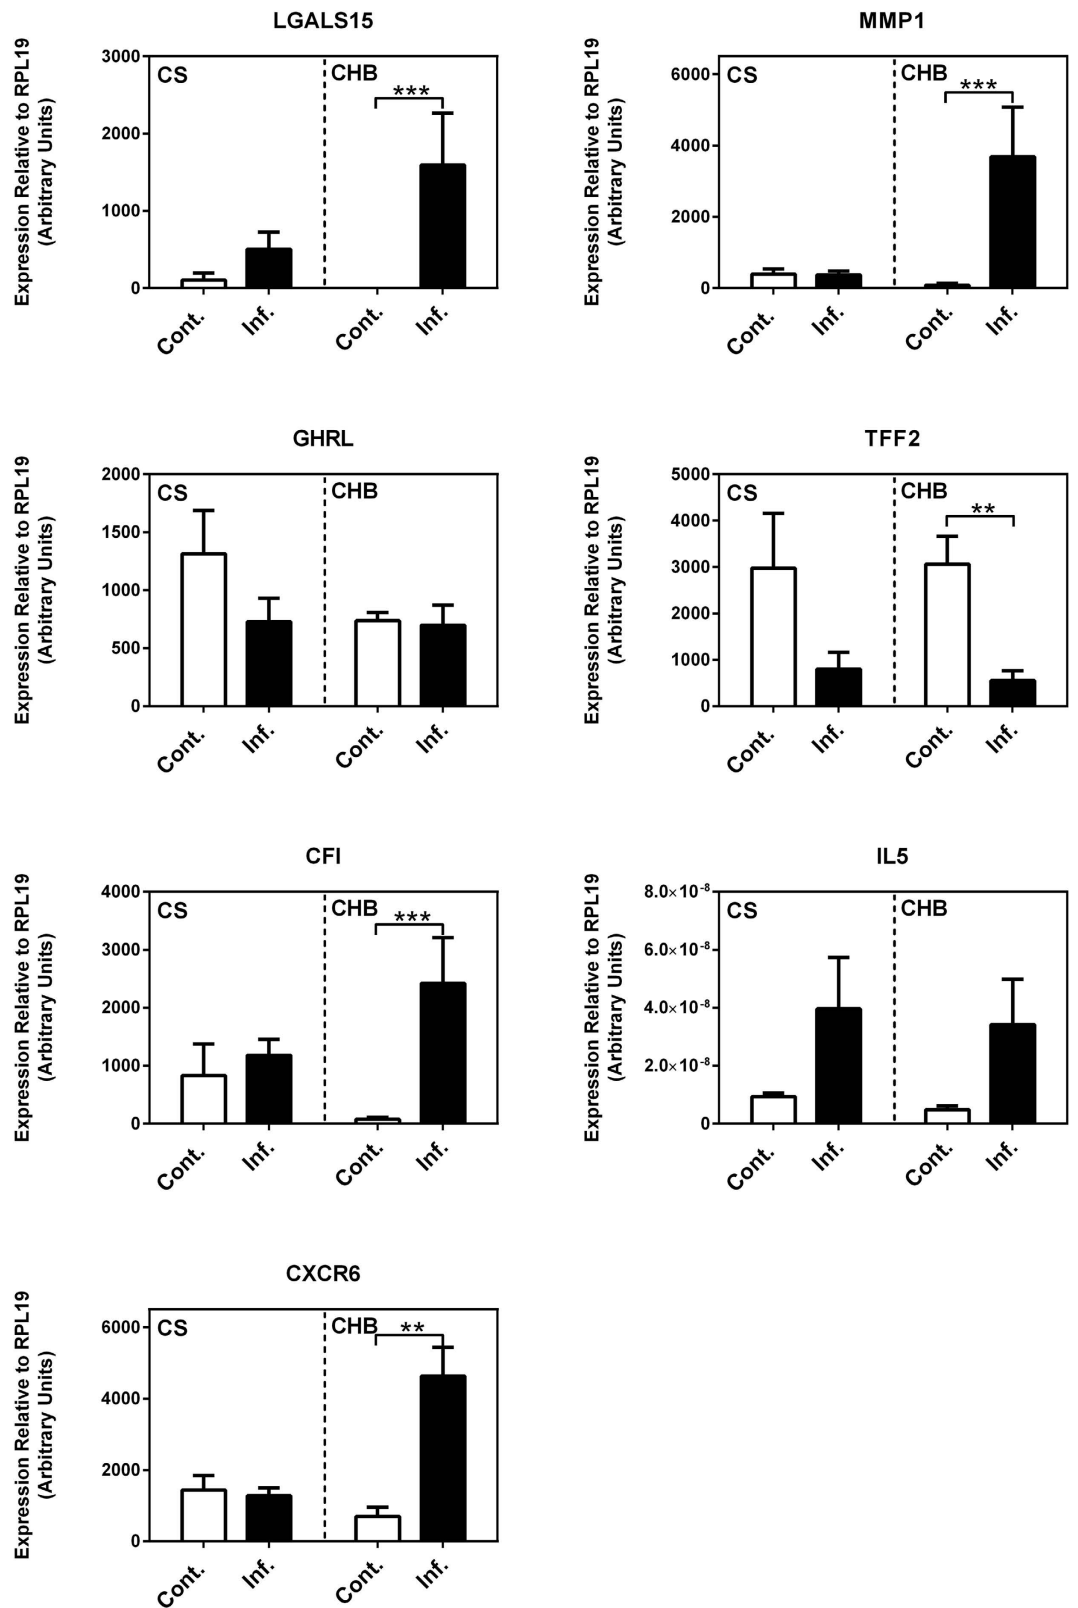 LGALS15
Expression Relative to RPL19
(Arbitrary Units)
3000
2000
1000
0
CS
CHB
***
Cont.
Inf.
Cont.
Inf.
MMP1
Expression Relative to RPL19
(Arbitrary Units)
6000
4000
2000
0
CS
CHB
***
Cont.
Inf.
Cont.
Inf.
GHRL
Expression Relative to RPL19
(Arbitrary Units)
2000
1500
1000
500
0
CS
CHB
Cont.
Inf.
Cont.
Inf.
TFF2
Expression Relative to RPL19
(Arbitrary Units)
5000
4000
3000
2000
1000
0
CS
CHB
**
Cont.
Inf.
Cont.
Inf.
CFI
Expression Relative to RPL19
(Arbitrary Units)
4000
3000
2000
1000
0
CS
CHB
***
Cont.
Inf.
Cont.
Inf.
IL5
Expression Relative to RPL19
(Arbitrary Units)
8.0×10⁻⁸
6.0×10⁻⁸
4.0×10⁻⁸
2.0×10⁻⁸
0
CS
CHB
Cont.
Inf.
Cont.
Inf.
CXCR6
Expression Relative to RPL19
(Arbitrary Units)
6000
4000
2000
0
CS
CHB
**
Cont.
Inf.
Cont.
Inf.